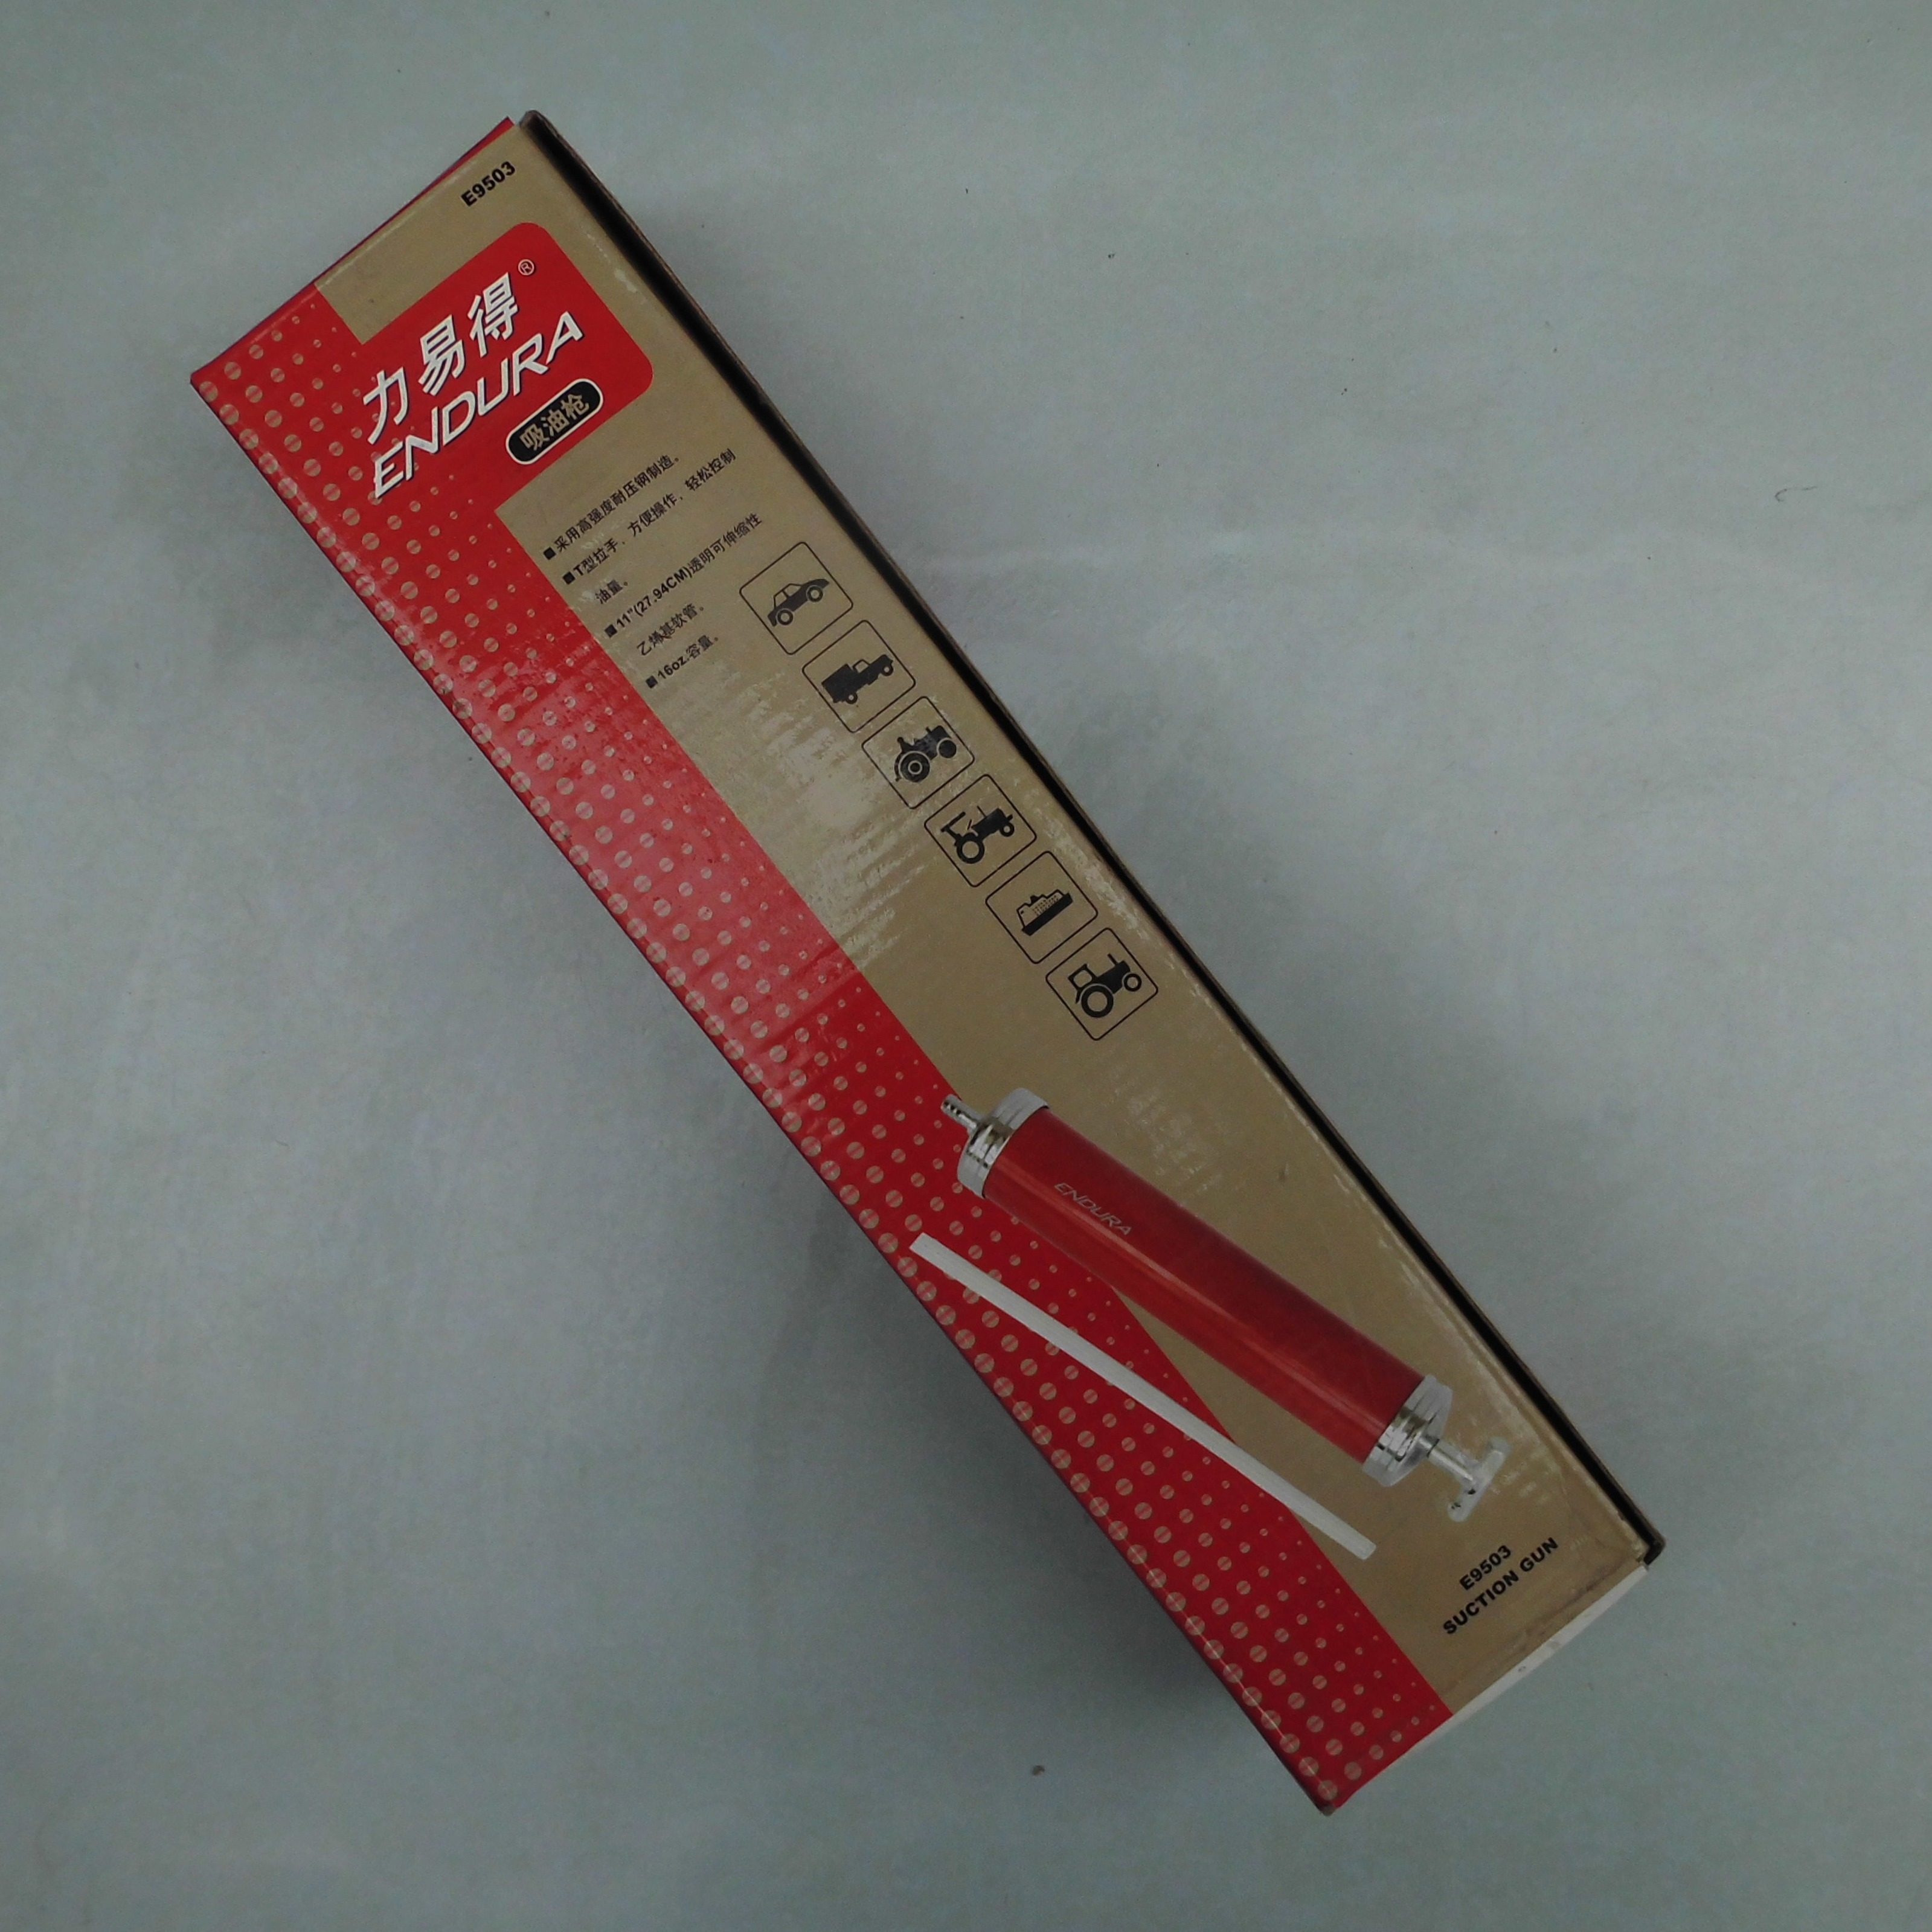 E9503
力易得®
ENDURA
吸油枪
■采用高强度耐压钢制造。
■T型拉手，方便操作，轻松控制
油量。
■11"(27.94CM)透明可伸缩性
乙烯基软管。
■16oz.容量。
ENDURA
E9503
SUCTION GUN